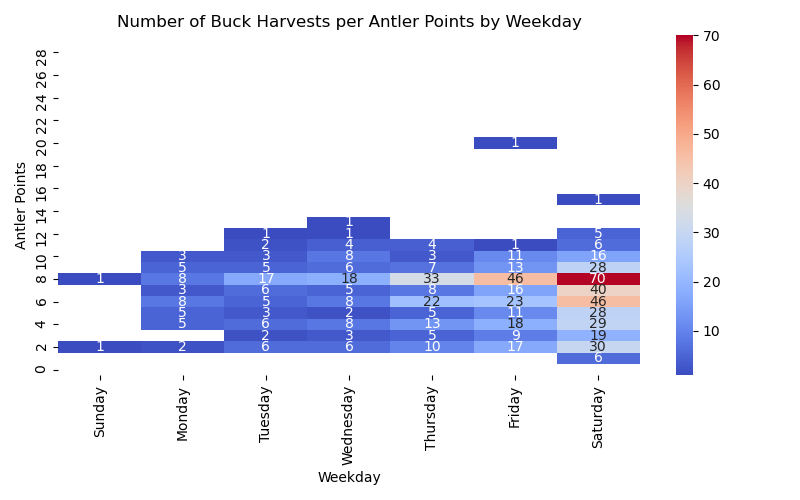 Number of Buck Harvests per Antler Points by Weekday
Antler Points
28
26
24
22
20 1
18
16
1
14
1
12 1 1 5
2 4 4 1 6
10 3 3 8 3 11 16
5 5 6 7 13 28
8 1 8 17 18 33 46 70
3 6 5 8 16 40
6 8 5 8 22 23 46
5 3 2 5 11 28
4 5 6 8 13 18 29
2 3 5 9 19
2 1 2 6 6 10 17 30
6
0
Sunday
Monday
Tuesday
Wednesday
Thursday
Friday
Saturday
Weekday
70
60
50
40
30
20
10